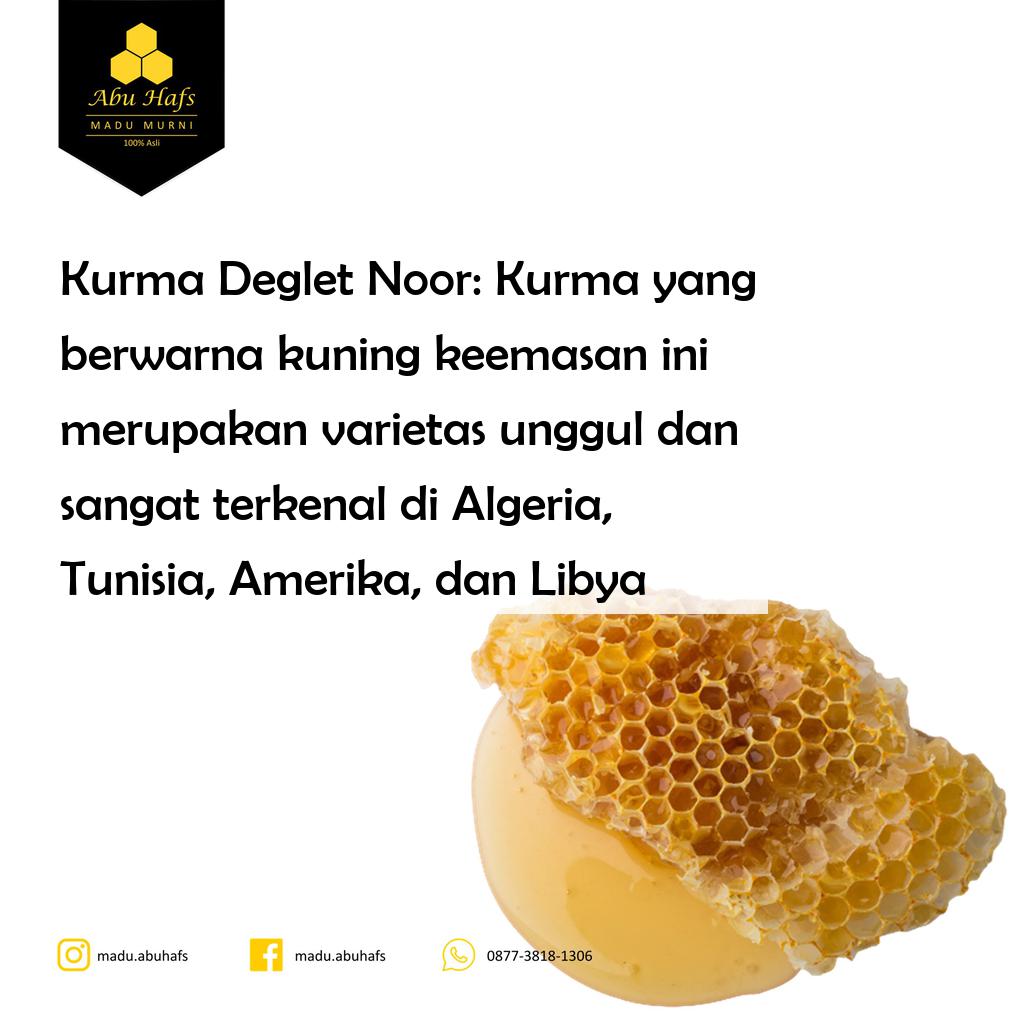 Abu Hafs
MADU MURNI
100% Asli
Kurma Deglet Noor: Kurma yang
berwarna kuning keemasan ini
merupakan varietas unggul dan
sangat terkenal di Algeria,
Tunisia, Amerika, dan Libya
madu.abuhafs madu.abuhafs 0877-3818-1306